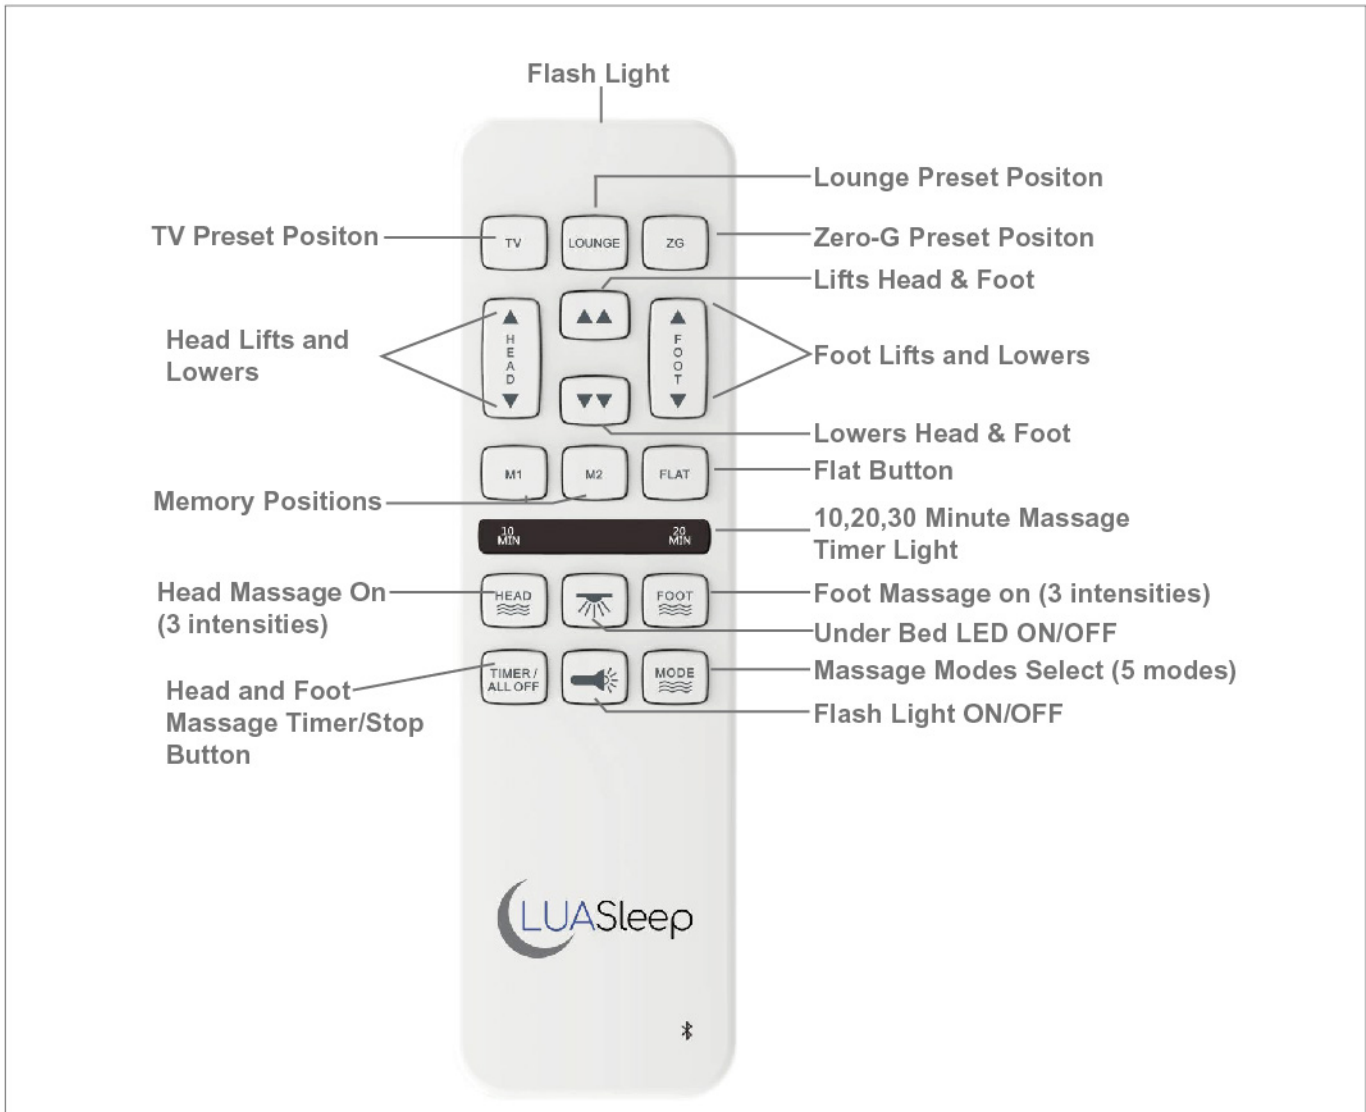 Flash Light
Lounge Preset Positon
TV Preset Positon
Zero-G Preset Positon
TV
LOUNGE
ZG
Lifts Head & Foot
Head Lifts and
Lowers
HEAD
FOOT
Foot Lifts and Lowers
Lowers Head & Foot
M1
M2
FLAT
Flat Button
Memory Positions
10,20,30 Minute Massage
Timer Light
10
MIN
20
MIN
Head Massage On
(3 intensities)
HEAD
FOOT
Foot Massage on (3 intensities)
Under Bed LED ON/OFF
TIMER /
ALL OFF
MODE
Massage Modes Select (5 modes)
Head and Foot
Massage Timer/Stop
Button
Flash Light ON/OFF
LUASleep